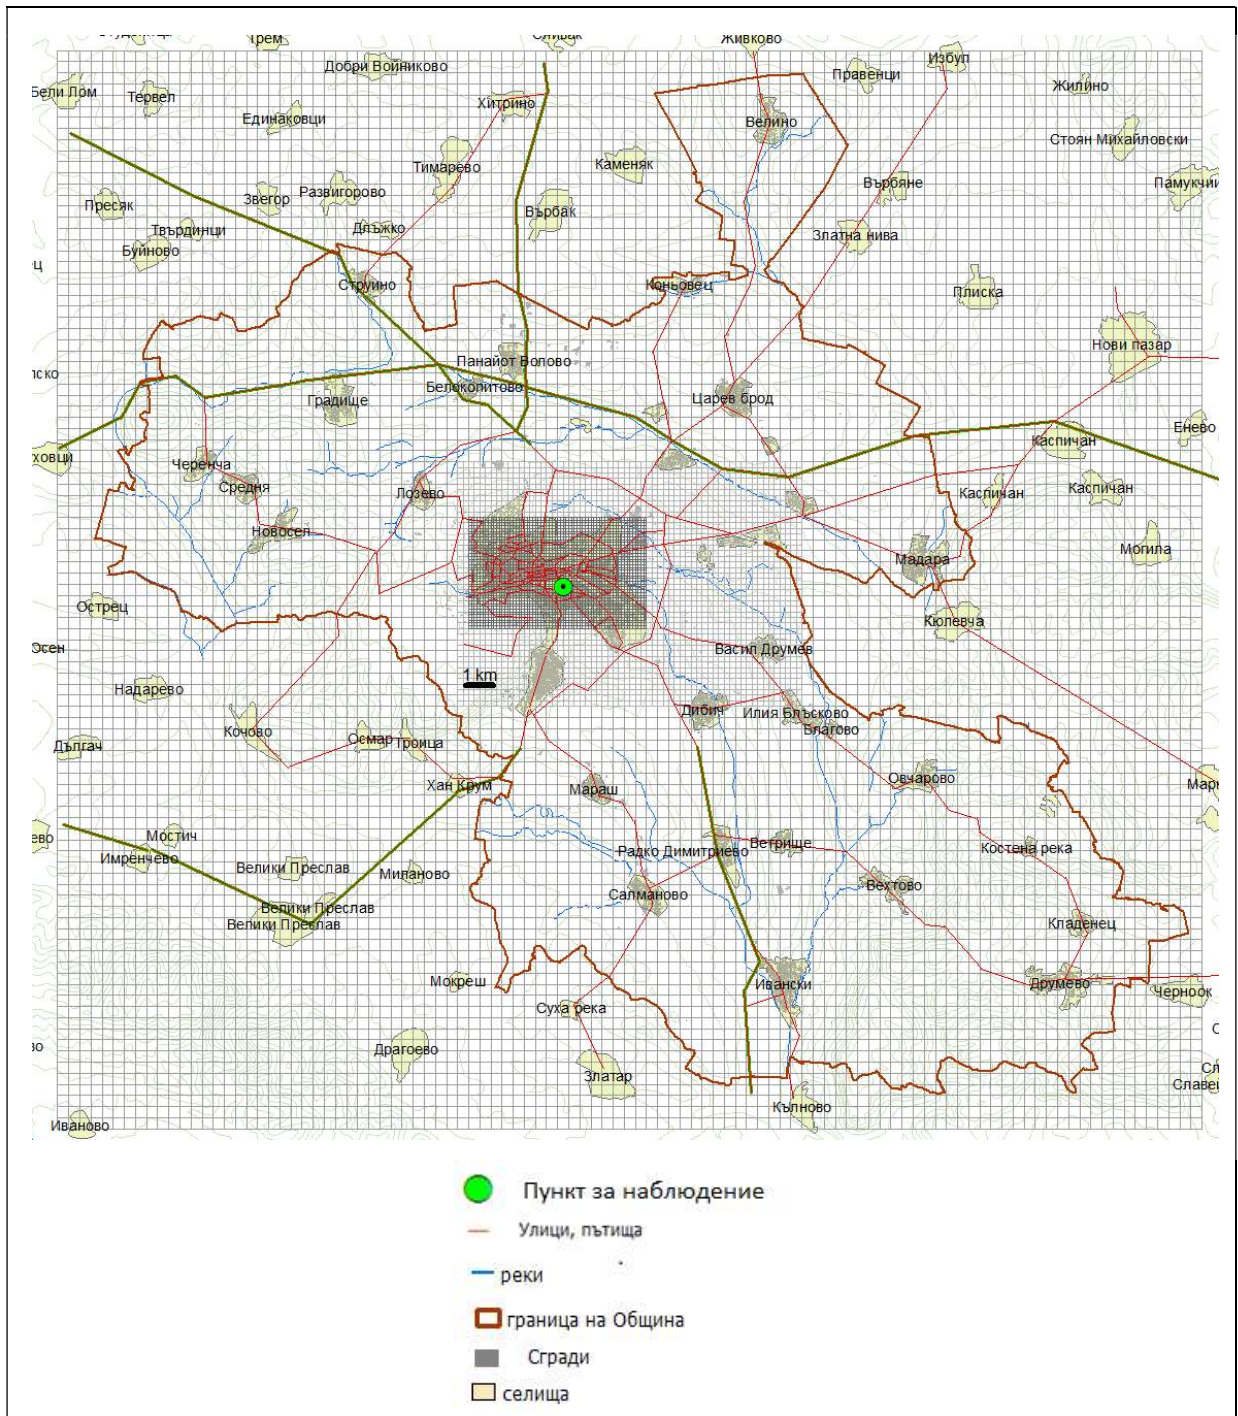 Трем
Живково
Избул
Добри Войниково
Правенци
Бели Лом
Тервел
Хитрино
Жилино
Единаковци
Велино
Стоян Михайловски
Тимарево
Каменяк
Върбяне
Памукчии
Пресяк
Звегор
Развигорово
Върбак
Твърдинци
Длъжко
Златна нива
Буйново
Струино
Коньовец
Плиска
Нови пазар
Панайот Волово
Белокопитово
Градище
Царев брод
Енево
Каспичан
Черенча
Средня
Лозево
Каспичан
Каспичан
Новосел
Мадара
Могила
Острец
Кюлевча
Осен
Васил Друмев
1 km
Надарево
Дибич
Илия Блъсково
Благово
Кочово
Осмар
Троица
Дългач
Хан Крум
Мараш
Овчарово
Мостич
Имренчево
Радко Димитриево
Ветрище
Костена река
Велики Преслав
Миланово
Салманово
Вехтово
Велики Преслав
Велики Преслав
Кладенец
Мокреш
Ивански
Друмево
Черноок
Суха река
Драгоево
Златар
Кълново
Иваново
Пункт за наблюдение
Улици, пътища
реки
граница на Община
Сгради
селища